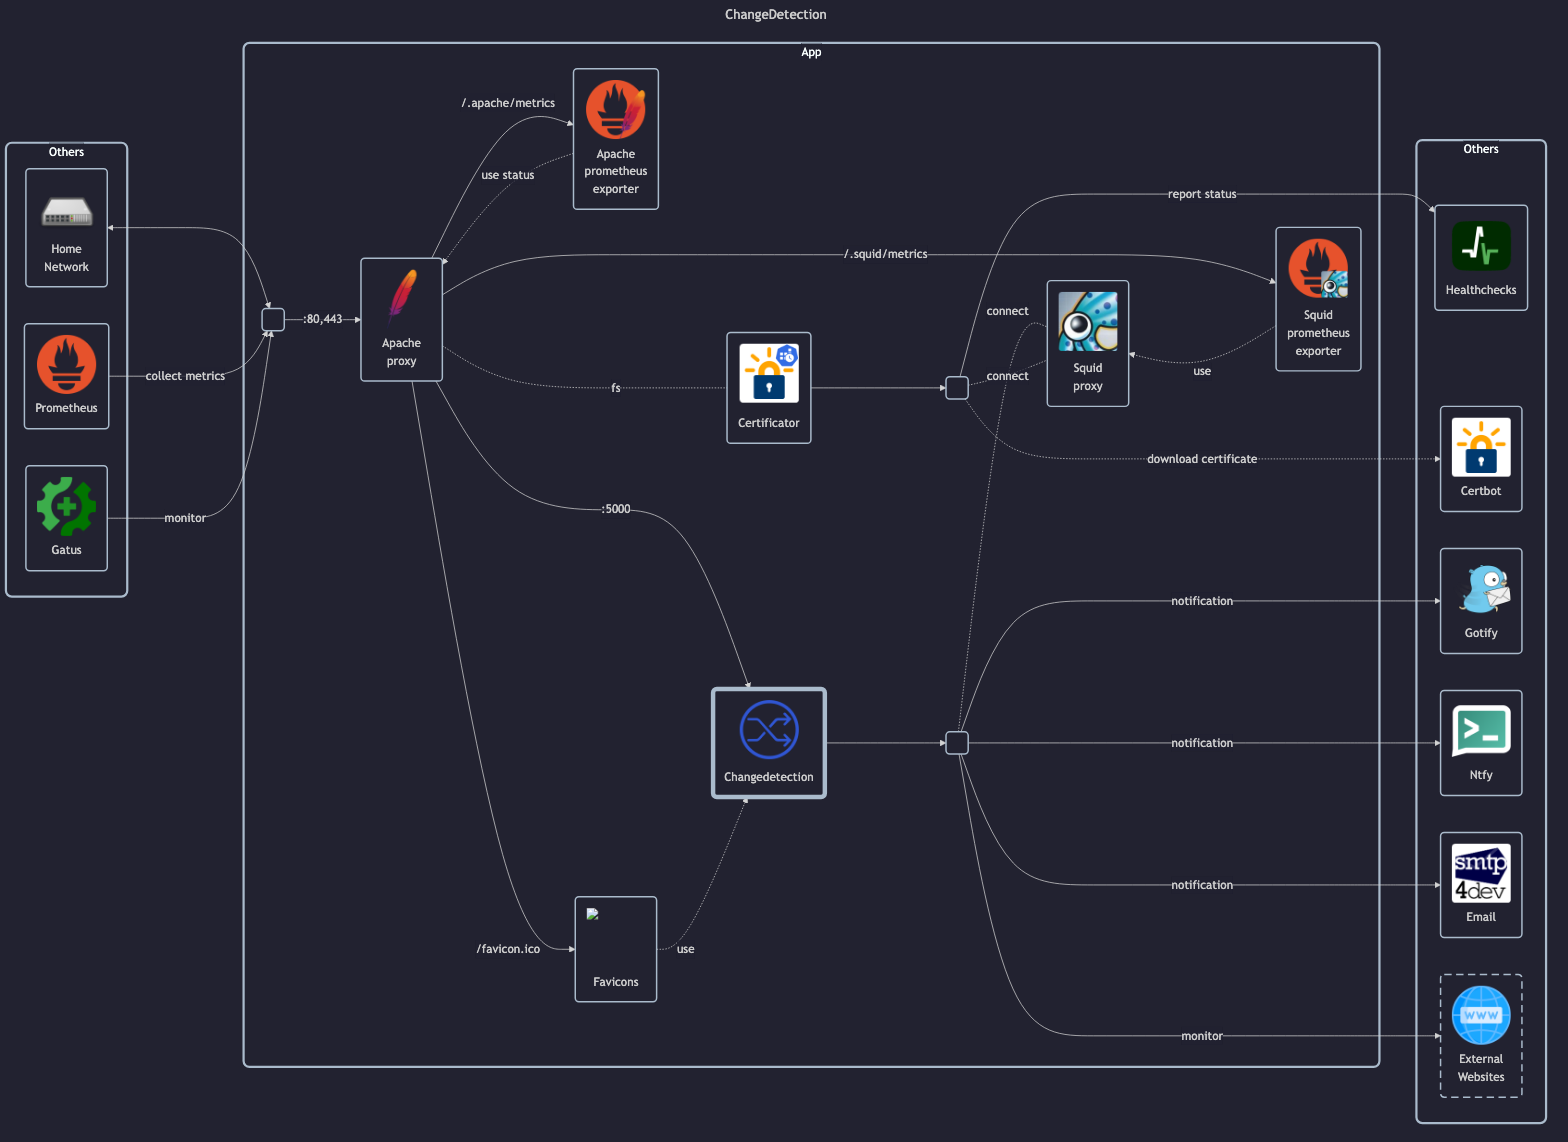 ChangeDetection
App
Others
Home
Network
Prometheus
Gatus
collect metrics
monitor
:80,443
Apache
proxy
/.apache/metrics
use status
Apache
prometheus
exporter
/.squid/metrics
fs
:5000
/favicon.ico
Favicons
use
Certificator
Changedetection
connect
connect
Squid
proxy
use
Squid
prometheus
exporter
report status
download certificate
notification
notification
notification
monitor
Others
Healthchecks
Certbot
Gotify
>_
Ntfy
smtp
4dev
Email
www
External
Websites